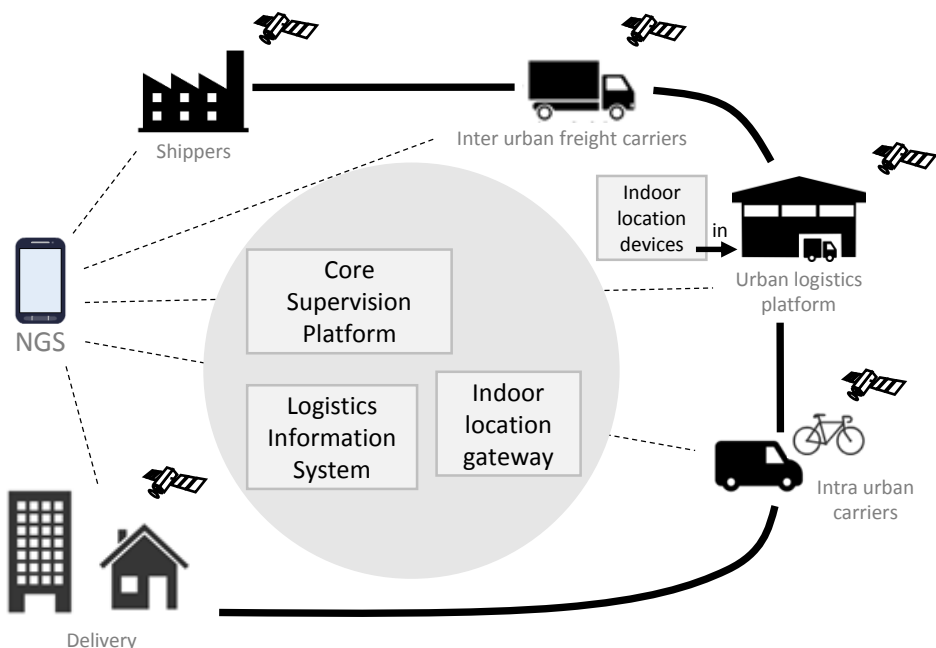 Shippers
Inter urban freight carriers
Indoor
location
devices
in
Urban logistics
platform
NGS
Core
Supervision
Platform
Logistics
Information
System
Indoor
location
gateway
Intra urban
carriers
Delivery